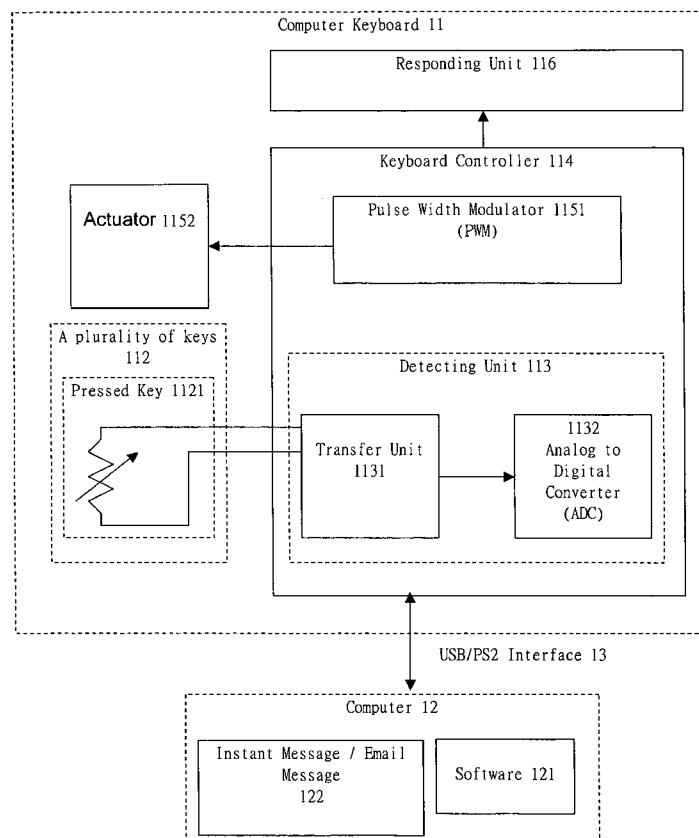 Computer Keyboard 11
Responding Unit 116
Keyboard Controller 114
Pulse Width Modulator 1151
(PWM)
Actuator 1152
A plurality of keys
112
Pressed Key 1121
Detecting Unit 113
Transfer Unit
1131
1132
Analog to
Digital
Converter
(ADC)
USB/PS2 Interface 13
Computer 12
Instant Message / Email
Message
122
Software 121